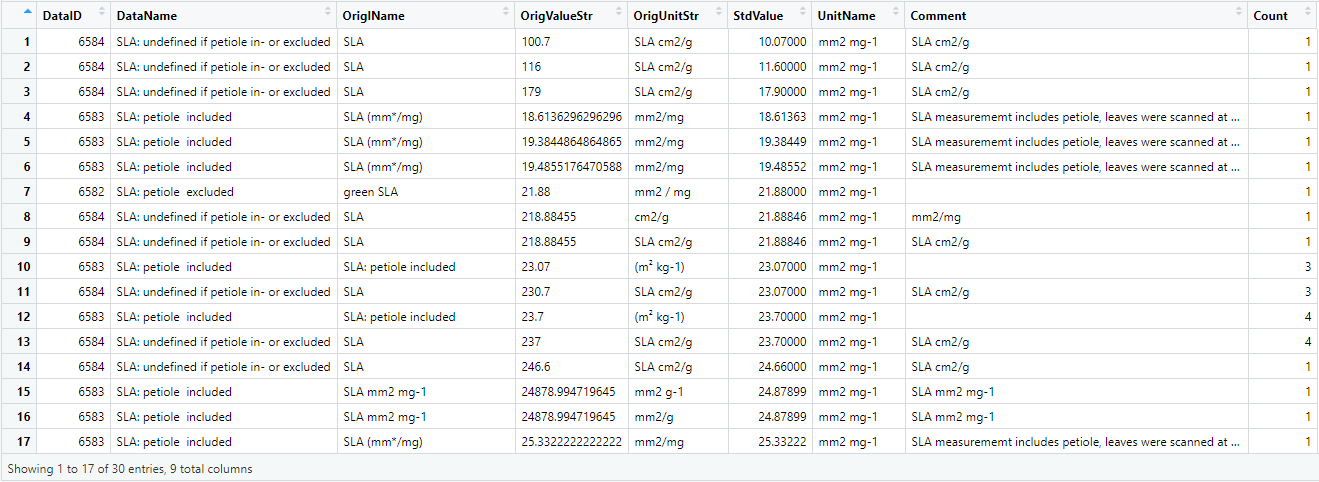 DataID DataName OriglName OrigValueStr OrigUnitStr StdValue UnitName Comment Count
1 6584 SLA: undefined if petiole in- or excluded SLA 100.7 SLA cm2/g 10.07000 mm2 mg-1 SLA cm2/g 1
2 6584 SLA: undefined if petiole in- or excluded SLA 116 SLA cm2/g 11.60000 mm2 mg-1 SLA cm2/g 1
3 6584 SLA: undefined if petiole in- or excluded SLA 179 SLA cm2/g 17.90000 mm2 mg-1 SLA cm2/g 1
4 6583 SLA: petiole included SLA (mm*/mg) 18.6136296296296 mm2/mg 18.61363 mm2 mg-1 SLA measurememt includes petiole, leaves were scanned at ... 1
5 6583 SLA: petiole included SLA (mm*/mg) 19.3844864864865 mm2/mg 19.38449 mm2 mg-1 SLA measurememt includes petiole, leaves were scanned at ... 1
6 6583 SLA: petiole included SLA (mm*/mg) 19.4855176470588 mm2/mg 19.48552 mm2 mg-1 SLA measurememt includes petiole, leaves were scanned at ... 1
7 6582 SLA: petiole excluded green SLA 21.88 mm2 / mg 21.88000 mm2 mg-1 1
8 6584 SLA: undefined if petiole in- or excluded SLA 218.88455 cm2/g 21.88846 mm2 mg-1 mm2/mg 1
9 6584 SLA: undefined if petiole in- or excluded SLA 218.88455 SLA cm2/g 21.88846 mm2 mg-1 SLA cm2/g 1
10 6583 SLA: petiole included SLA: petiole included 23.07 (m² kg-1) 23.07000 mm2 mg-1 3
11 6584 SLA: undefined if petiole in- or excluded SLA 230.7 SLA cm2/g 23.07000 mm2 mg-1 SLA cm2/g 3
12 6583 SLA: petiole included SLA: petiole included 23.7 (m² kg-1) 23.70000 mm2 mg-1 4
13 6584 SLA: undefined if petiole in- or excluded SLA 237 SLA cm2/g 23.70000 mm2 mg-1 SLA cm2/g 4
14 6584 SLA: undefined if petiole in- or excluded SLA 246.6 SLA cm2/g 24.66000 mm2 mg-1 SLA cm2/g 1
15 6583 SLA: petiole included SLA mm2 mg-1 24878.994719645 mm2 g-1 24.87899 mm2 mg-1 SLA mm2 mg-1 1
16 6583 SLA: petiole included SLA mm2 mg-1 24878.994719645 mm2/g 24.87899 mm2 mg-1 SLA mm2 mg-1 1
17 6583 SLA: petiole included SLA (mm*/mg) 25.3322222222222 mm2/mg 25.33222 mm2 mg-1 SLA measurememt includes petiole, leaves were scanned at ... 1
Showing 1 to 17 of 30 entries, 9 total columns